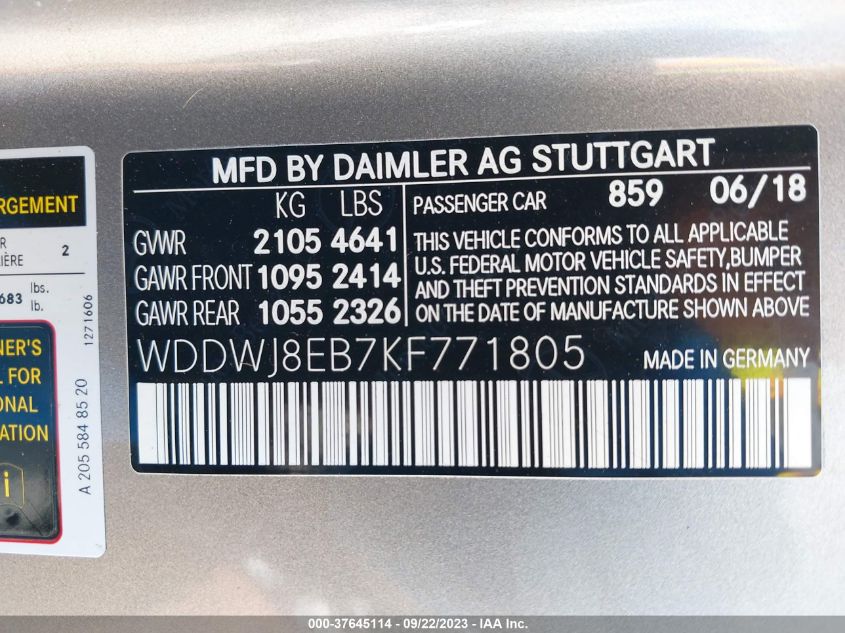 RGEMENT
R
LIÈRE 2
683 lbs.
lb.
NER'S
L FOR
ONAL
ATION
i
A 205 584 85 20 1271606
MFD BY DAIMLER AG STUTTGART
KG LBS
GVWR 2105 4641
GAWR FRONT 1095 2414
GAWR REAR 1055 2326
PASSENGER CAR 859 06/18
THIS VEHICLE CONFORMS TO ALL APPLICABLE
U.S. FEDERAL MOTOR VEHICLE SAFETY,BUMPER
AND THEFT PREVENTION STANDARDS IN EFFECT
ON THE DATE OF MANUFACTURE SHOWN ABOVE
WDDWJ8EB7KF771805 MADE IN GERMANY
000-37645114 - 09/22/2023 - IAA Inc.